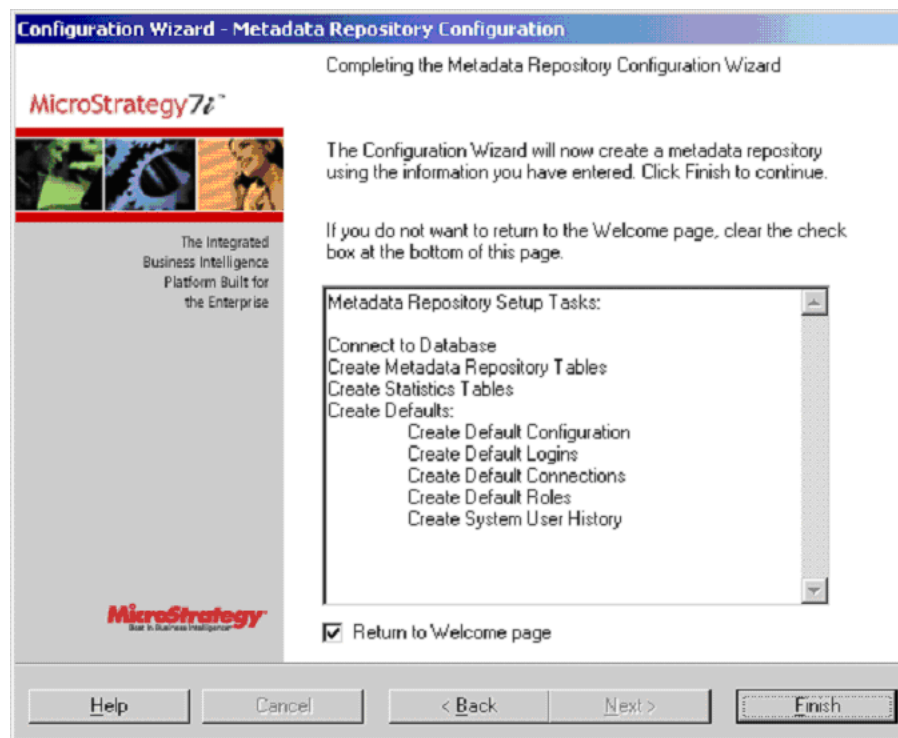 Configuration Wizard - Metadata Repository Configuration
Completing the Metadata Repository Configuration Wizard
MicroStrategy7i™
The Configuration Wizard will now create a metadata repository
using the information you have entered. Click Finish to continue.
If you do not want to return to the Welcome page, clear the check
box at the bottom of this page.
The Integrated
Business Intelligence
Platform Built for
the Enterprise
Metadata Repository Setup Tasks:
Connect to Database
Create Metadata Repository Tables
Create Statistics Tables
Create Defaults:
Create Default Configuration
Create Default Logins
Create Default Connections
Create Default Roles
Create System User History
MicroStrategy
Best in Business Intelligence
Return to Welcome page
Help
Cancel
< Back
Next >
Finish